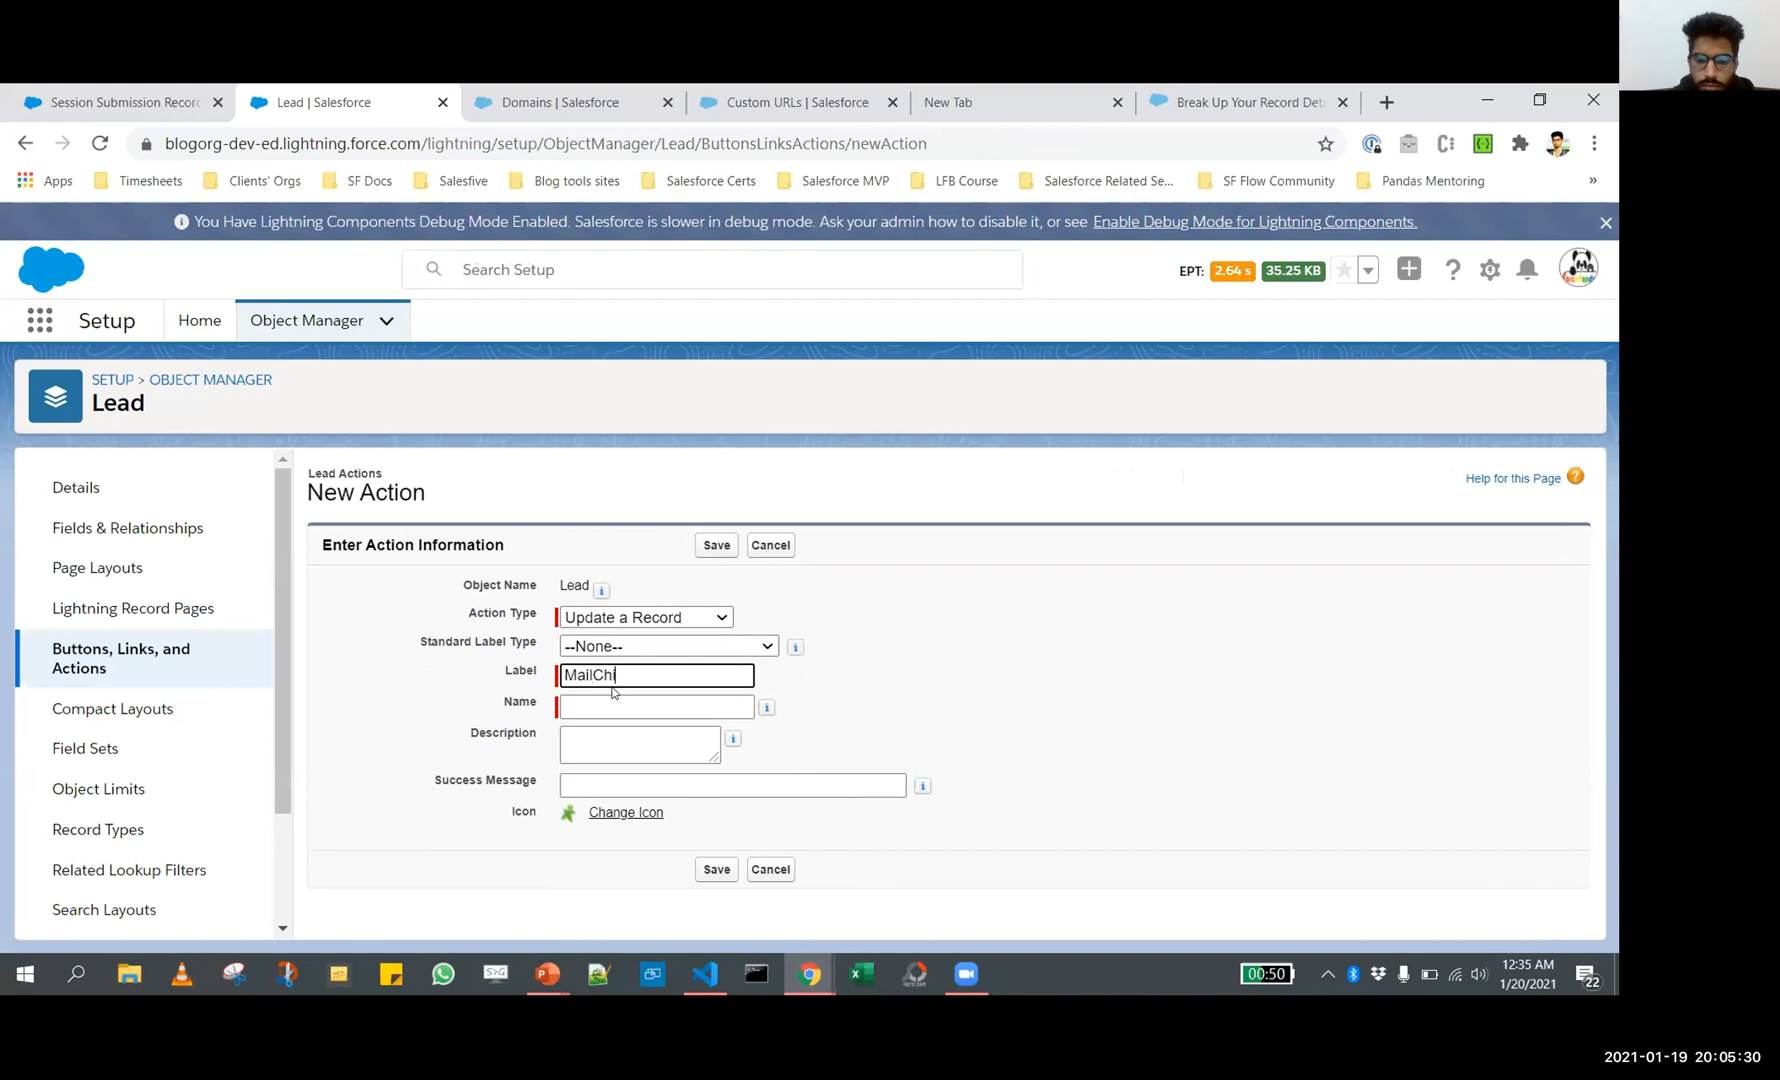 Session Submission Recor
Lead | Salesforce
Domains | Salesforce
Custom URLs | Salesforce
New Tab
Break Up Your Record Det
blogorg-dev-ed.lightning.force.com/lightning/setup/ObjectManager/Lead/ButtonsLinksActions/newAction
Apps
Timesheets
Clients' Orgs
SF Docs
Salesfive
Blog tools sites
Salesforce Certs
Salesforce MVP
LFB Course
Salesforce Related Se...
SF Flow Community
Pandas Mentoring
»
You Have Lightning Components Debug Mode Enabled. Salesforce is slower in debug mode. Ask your admin how to disable it, or see Enable Debug Mode for Lightning Components.
Search Setup
EPT: 2.64 s 35.25 KB
Setup
Home
Object Manager
SETUP > OBJECT MANAGER
Lead
Details
Fields & Relationships
Page Layouts
Lightning Record Pages
Buttons, Links, and
Actions
Compact Layouts
Field Sets
Object Limits
Record Types
Related Lookup Filters
Search Layouts
Lead Actions
New Action
Help for this Page
Enter Action Information
Save
Cancel
Object Name Lead
Action Type Update a Record
Standard Label Type --None--
Label MailChi
Name
Description
Success Message
Icon Change Icon
Save
Cancel
00:50
12:35 AM
1/20/2021
22
2021-01-19 20:05:30